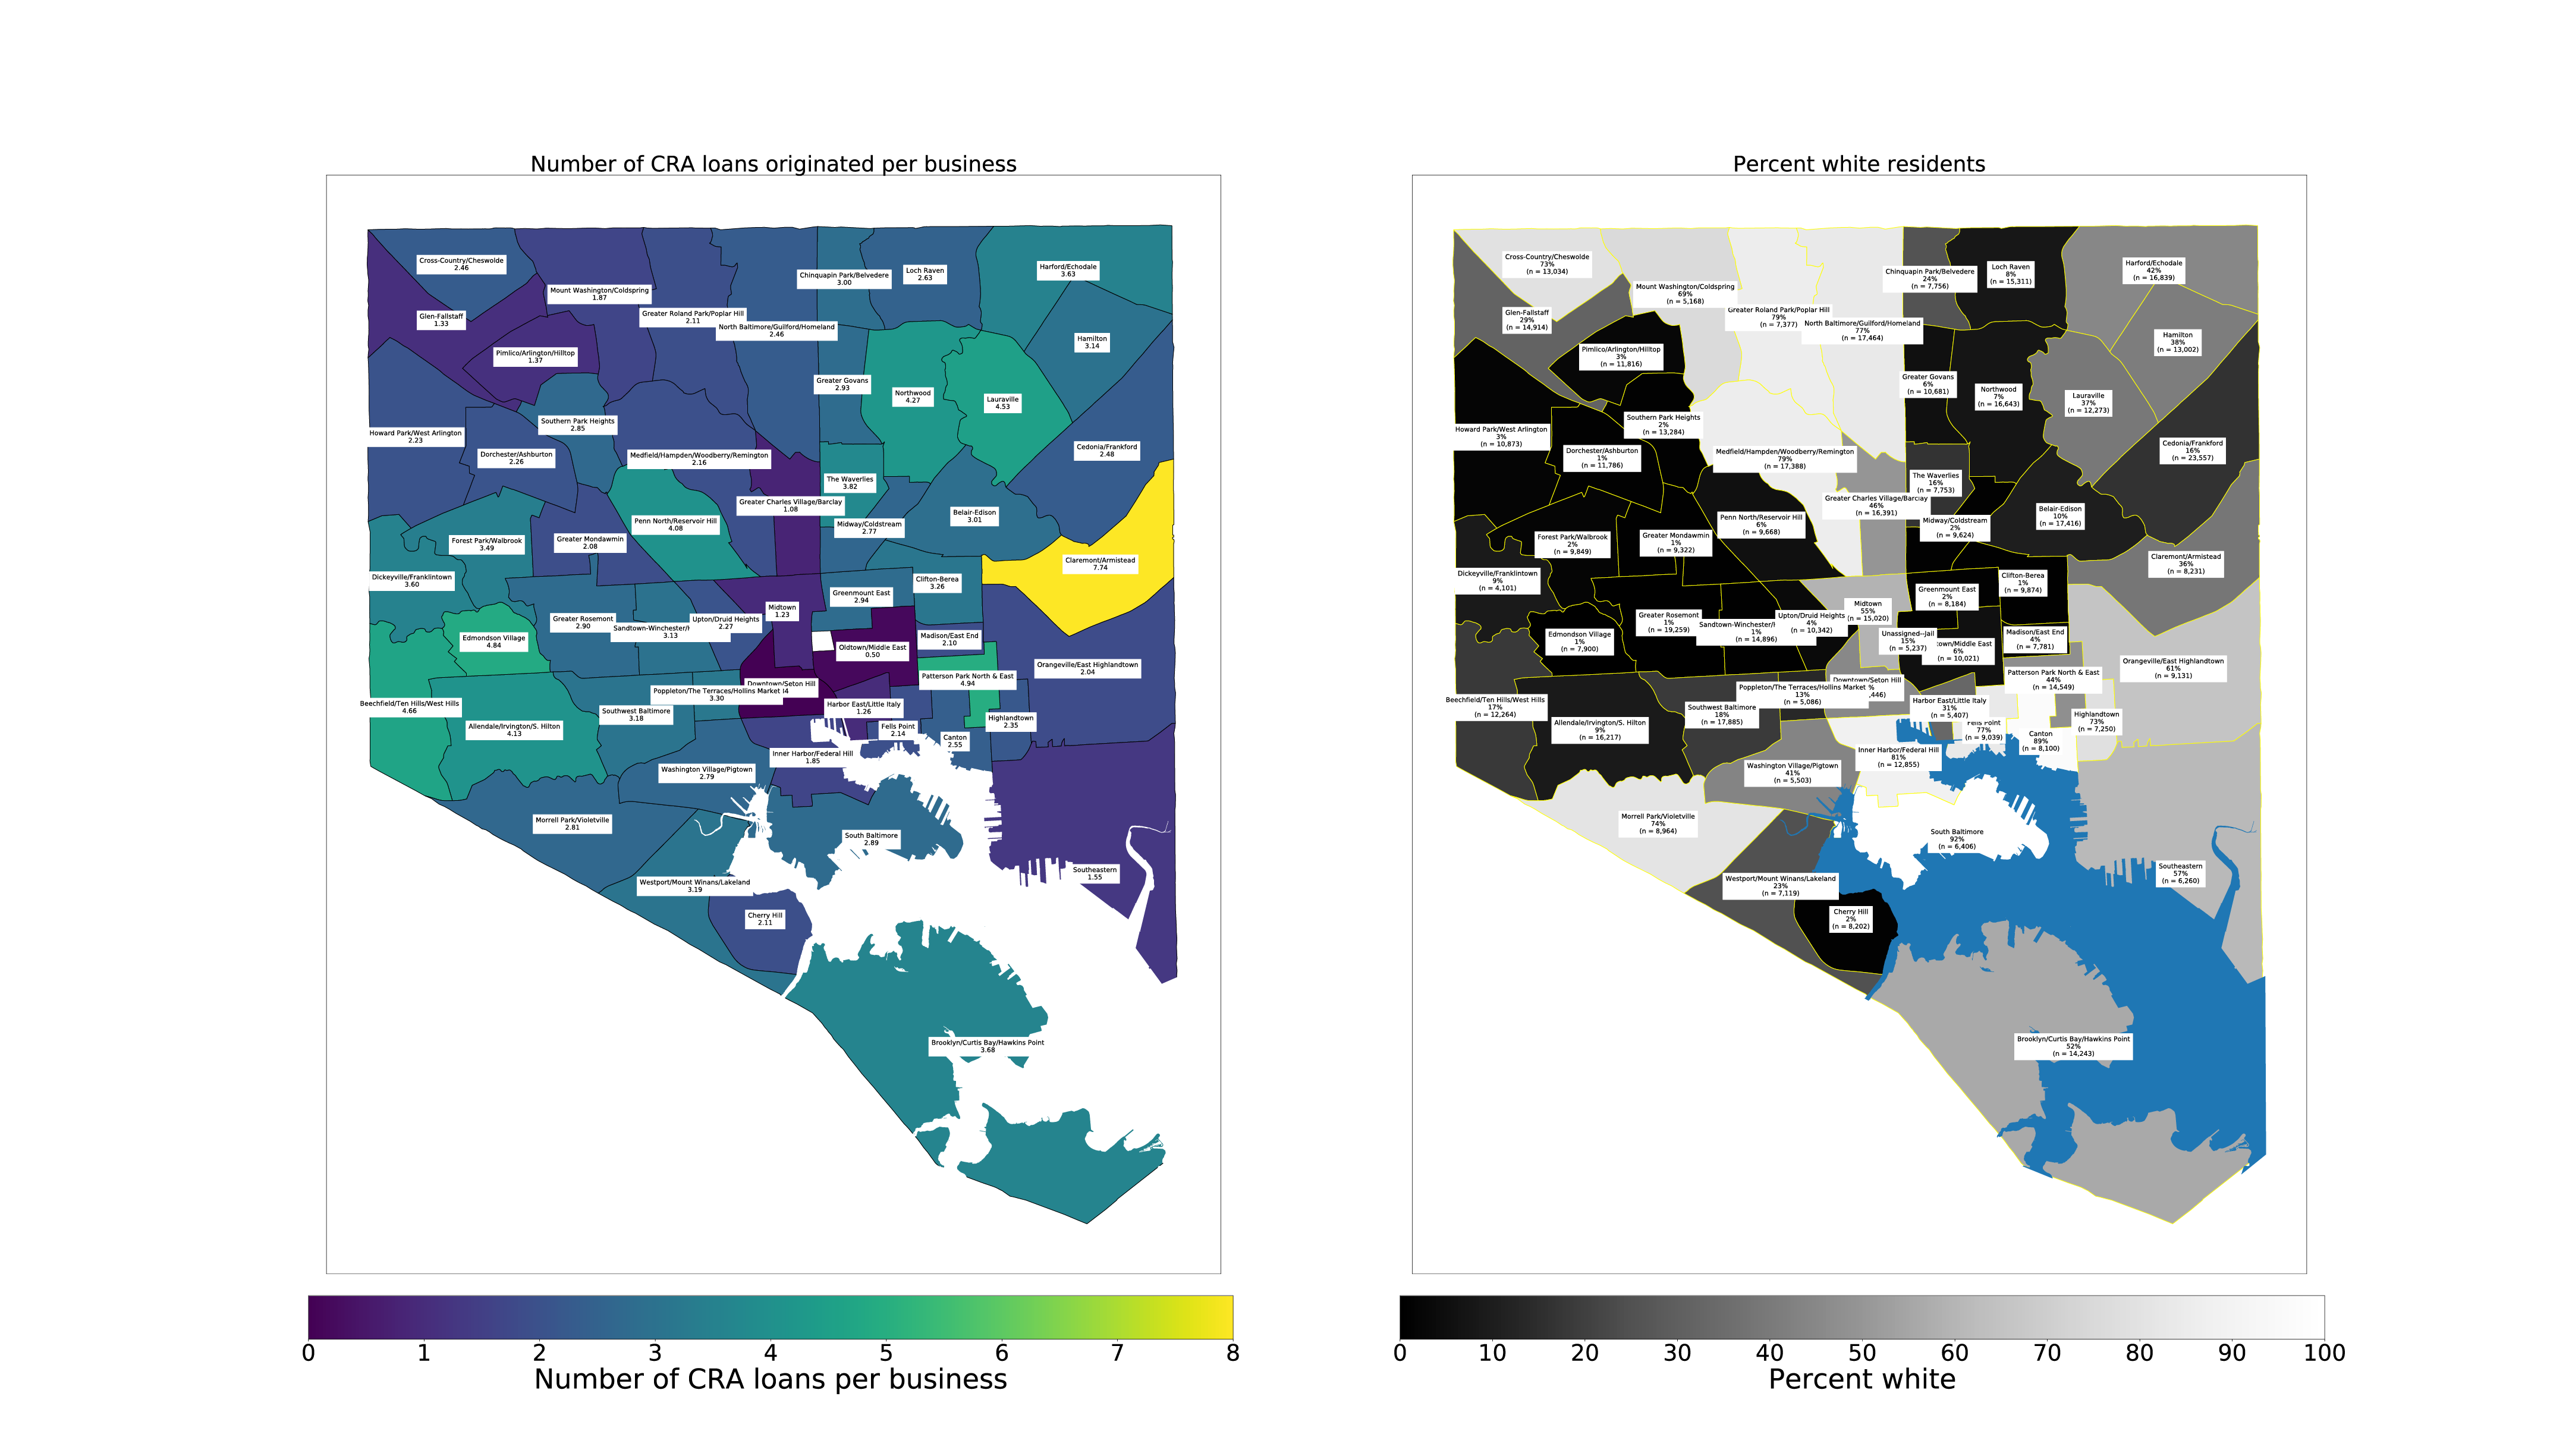 Number of CRA loans originated per business
Cross-Country/Cheswolde
2.46
Mount Washington/Coldspring
1.87
Glen-Fallstaff
1.33
Pimlico/Arlington/Hilltop
1.37
Greater Roland Park/Poplar Hill
2.11
North Baltimore/Guilford/Homeland
2.46
Chinquapin Park/Belvedere
3.00
Loch Raven
2.63
Harford/Echodale
3.63
Hamilton
3.14
Greater Govans
2.93
Northwood
4.27
Lauraville
4.53
Howard Park/West Arlington
2.23
Southern Park Heights
2.85
Dorchester/Ashburton
2.26
Medfield/Hampden/Woodberry/Remington
2.16
Cedonia/Frankford
2.48
The Waverlies
3.82
Greater Charles Village/Barclay
1.08
Penn North/Reservoir Hill
4.08
Midway/Coldstream
2.77
Belair-Edison
3.01
Forest Park/Walbrook
3.49
Greater Mondawmin
2.08
Claremont/Armistead
7.74
Dickeyville/Franklintown
3.60
Clifton-Berea
3.26
Greenmount East
2.94
Midtown
1.23
Edmondson Village
4.84
Greater Rosemont
2.90
Sandtown-Winchester/H
3.13
Upton/Druid Heights
2.27
Madison/East End
2.10
Oldtown/Middle East
0.50
Orangeville/East Highlandtown
2.04
Patterson Park North & East
4.94
Downtown/Seton Hill
Poppleton/The Terraces/Hollins Market
3.30
4
Beechfield/Ten Hills/West Hills
4.66
Southwest Baltimore
3.18
Harbor East/Little Italy
1.26
Highlandtown
2.35
Allendale/Irvington/S. Hilton
4.13
Fells Point
2.14
Canton
2.55
Inner Harbor/Federal Hill
1.85
Washington Village/Pigtown
2.79
Morrell Park/Violetville
2.81
South Baltimore
2.89
Westport/Mount Winans/Lakeland
3.19
Southeastern
1.55
Cherry Hill
2.11
Brooklyn/Curtis Bay/Hawkins Point
3.68
0 1 2 3 4 5 6 7 8
Number of CRA loans per business
Percent white residents
Cross-Country/Cheswolde
73%
(n = 13,034)
Mount Washington/Coldspring
69%
(n = 5,168)
Glen-Fallstaff
29%
(n = 14,914)
Pimlico/Arlington/Hilltop
3%
(n = 11,816)
Greater Roland Park/Poplar Hill
79%
(n = 7,377)
North Baltimore/Guilford/Homeland
77%
(n = 17,464)
Chinquapin Park/Belvedere
24%
(n = 7,756)
Loch Raven
8%
(n = 15,311)
Harford/Echodale
42%
(n = 16,839)
Hamilton
38%
(n = 13,002)
Greater Govans
6%
(n = 10,681)
Northwood
7%
(n = 16,643)
Lauraville
37%
(n = 12,273)
Howard Park/West Arlington
3%
(n = 10,873)
Southern Park Heights
2%
(n = 13,284)
Dorchester/Ashburton
1%
(n = 11,786)
Medfield/Hampden/Woodberry/Remington
79%
(n = 17,388)
Cedonia/Frankford
16%
(n = 23,557)
The Waverlies
16%
(n = 7,753)
Greater Charles Village/Barclay
46%
(n = 16,391)
Penn North/Reservoir Hill
6%
(n = 9,668)
Midway/Coldstream
2%
(n = 9,624)
Belair-Edison
10%
(n = 17,416)
Forest Park/Walbrook
2%
(n = 9,849)
Greater Mondawmin
1%
(n = 9,322)
Claremont/Armistead
36%
(n = 8,231)
Dickeyville/Franklintown
9%
(n = 4,101)
Clifton-Berea
1%
(n = 9,874)
Greenmount East
2%
(n = 8,184)
Midtown
55%
(n = 15,020)
Edmondson Village
1%
(n = 7,900)
Greater Rosemont
1%
(n = 19,259)
Sandtown-Winchester/H
1%
(n = 14,896)
Upton/Druid Heights
4%
(n = 10,342)
Unassigned--Jail
15%
(n = 5,237)
Madison/East End
4%
(n = 7,781)
town/Middle East
6%
(n = 10,021)
Orangeville/East Highlandtown
61%
(n = 9,131)
Patterson Park North & East
44%
(n = 14,549)
Downtown/Seton Hill
%
,446)
Poppleton/The Terraces/Hollins Market
13%
(n = 5,086)
Beechfield/Ten Hills/West Hills
17%
(n = 12,264)
Southwest Baltimore
18%
(n = 17,885)
Harbor East/Little Italy
31%
(n = 5,407)
Highlandtown
73%
(n = 7,250)
Allendale/Irvington/S. Hilton
9%
(n = 16,217)
Fells Point
77%
(n = 9,039)
Canton
89%
(n = 8,100)
Inner Harbor/Federal Hill
81%
(n = 12,855)
Washington Village/Pigtown
41%
(n = 5,503)
Morrell Park/Violetville
74%
(n = 8,964)
South Baltimore
92%
(n = 6,406)
Westport/Mount Winans/Lakeland
23%
(n = 7,119)
Southeastern
57%
(n = 6,260)
Cherry Hill
2%
(n = 8,202)
Brooklyn/Curtis Bay/Hawkins Point
52%
(n = 14,243)
0 10 20 30 40 50 60 70 80 90 100
Percent white